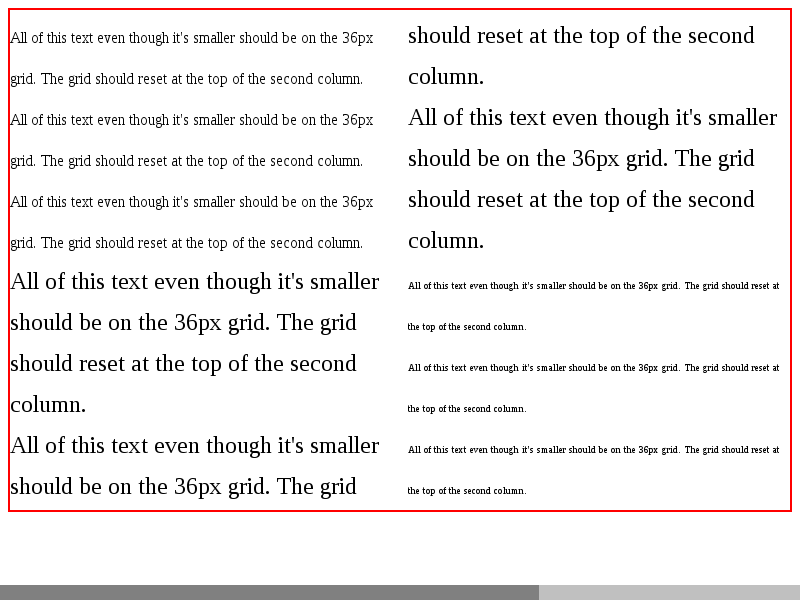 All of this text even though it's smaller should be on the 36px
grid. The grid should reset at the top of the second column.
All of this text even though it's smaller should be on the 36px
grid. The grid should reset at the top of the second column.
All of this text even though it's smaller should be on the 36px
grid. The grid should reset at the top of the second column.
All of this text even though it's smaller
should be on the 36px grid. The grid
should reset at the top of the second
column.
All of this text even though it's smaller
should be on the 36px grid. The grid
should reset at the top of the second
column.
All of this text even though it's smaller
should be on the 36px grid. The grid
should reset at the top of the second
column.
All of this text even though it's smaller should be on the 36px grid. The grid should reset at
the top of the second column.
All of this text even though it's smaller should be on the 36px grid. The grid should reset at
the top of the second column.
All of this text even though it's smaller should be on the 36px grid. The grid should reset at
the top of the second column.